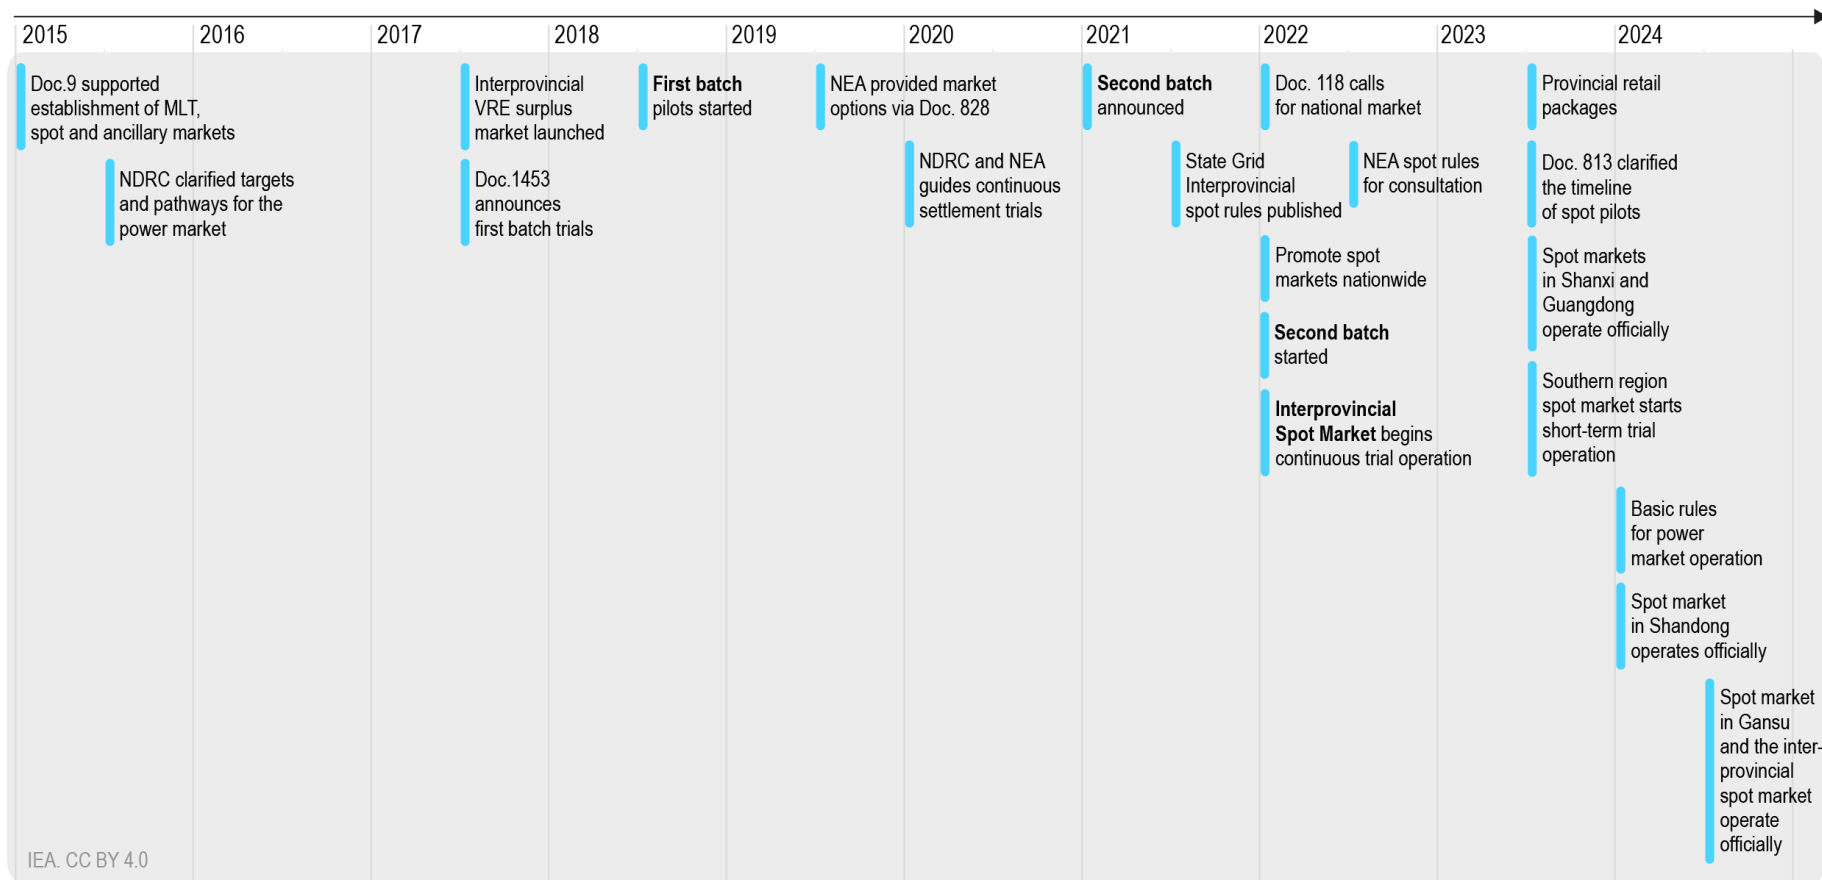 2015
2016
2017
2018
2019
2020
2021
2022
2023
2024
Doc.9 supported
establishment of MLT,
spot and ancillary markets
NDRC clarified targets
and pathways for the
power market
Interprovincial
VRE surplus
market launched
Doc.1453
announces
first batch trials
First batch
pilots started
NEA provided market
options via Doc. 828
NDRC and NEA
guides continuous
settlement trials
Second batch
announced
State Grid
Interprovincial
spot rules published
Doc. 118 calls
for national market
NEA spot rules
for consultation
Promote spot
markets nationwide
Second batch
started
Interprovincial
Spot Market begins
continuous trial operation
Provincial retail
packages
Doc. 813 clarified
the timeline
of spot pilots
Spot markets
in Shanxi and
Guangdong
operate officially
Southern region
spot market starts
short-term trial
operation
Basic rules
for power
market operation
Spot market
in Shandong
operates officially
Spot market
in Gansu
and the inter-
provincial
spot market
operate
officially
IEA. CC BY 4.0